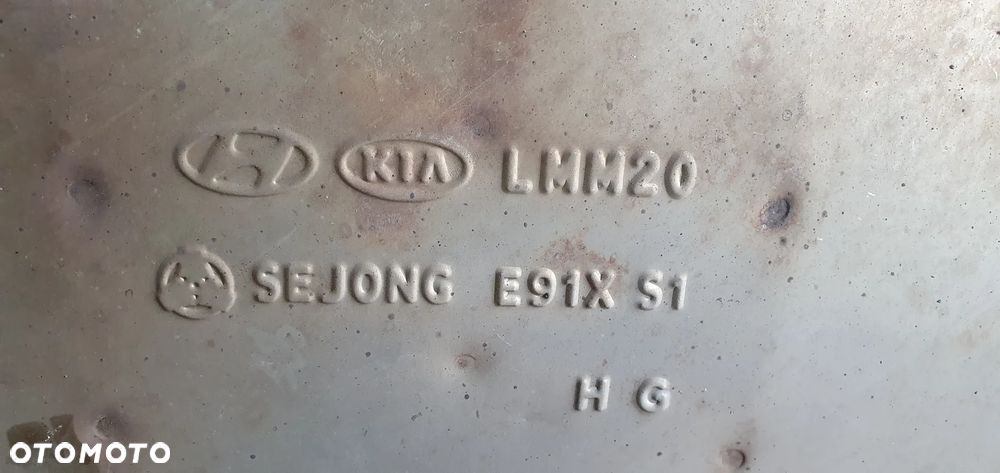 KIA LMM20
SEJONG E91X S1
H G
OTOMOTO